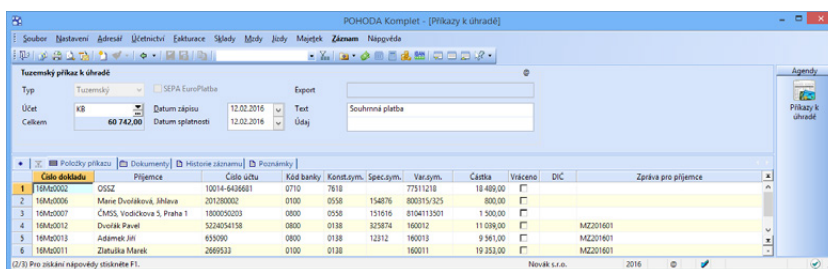 POHODA Komplet - [Příkazy k úhradě]
Soubor Nastavení Adresář Účetnictví Fakturace Sklady Mzdy Jízdy Majetek Záznam Nápověda
Agendy
Příkazy k úhradě
Tuzemský příkaz k úhradě @
Typ Tuzemský SEPA EuroPlatba Export
Účet KB Datum zápisu 12.02.2016 Text Souhrnná platba
Celkem 60 742,00 Datum splatnosti 12.02.2016 Údaj
Položky příkazu Dokumenty Historie záznamu Poznámky
Číslo dokladu Příjemce Číslo účtu Kód banky Konst.sym. Spec.sym. Var.sym. Částka Vráceno DIČ Zpráva pro příjemce
1 16Mz0002 OSSZ 10014-6436681 0710 7618 77511218 18 489,00
2 16Mz0006 Marie Dvořáková, Jihlava 201280002 0100 0558 154876 800315/325 800,00
3 16Mz0007 ČMSS, Vodičkova 5, Praha 1 1800050203 0800 0558 151616 8104113501 1 500,00
4 16Mz0012 Dvořák Pavel 5224054158 0800 0138 325874 160012 11 039,00 MZ201601
5 16Mz0013 Adámek Jiří 655090 0800 0138 12312 160013 9 561,00 MZ201601
6 16Mz0011 Zlatuška Marek 2669533 0100 0138 160011 19 353,00 MZ201601
(2/3) Pro získání nápovědy stiskněte F1. Novák s.r.o. 2016 @